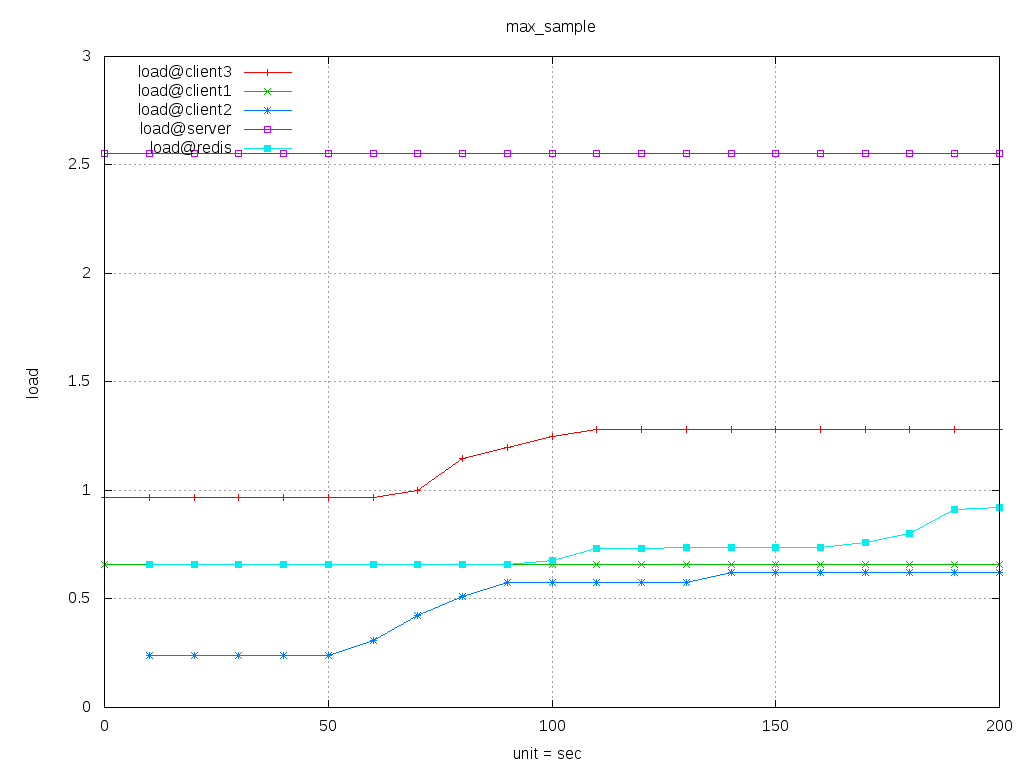 max_sample
load@client3
load@client1
load@client2
load@server
load@redis
3
2.5
2
1.5
1
0.5
0
load
0 50 100 150 200
unit = sec